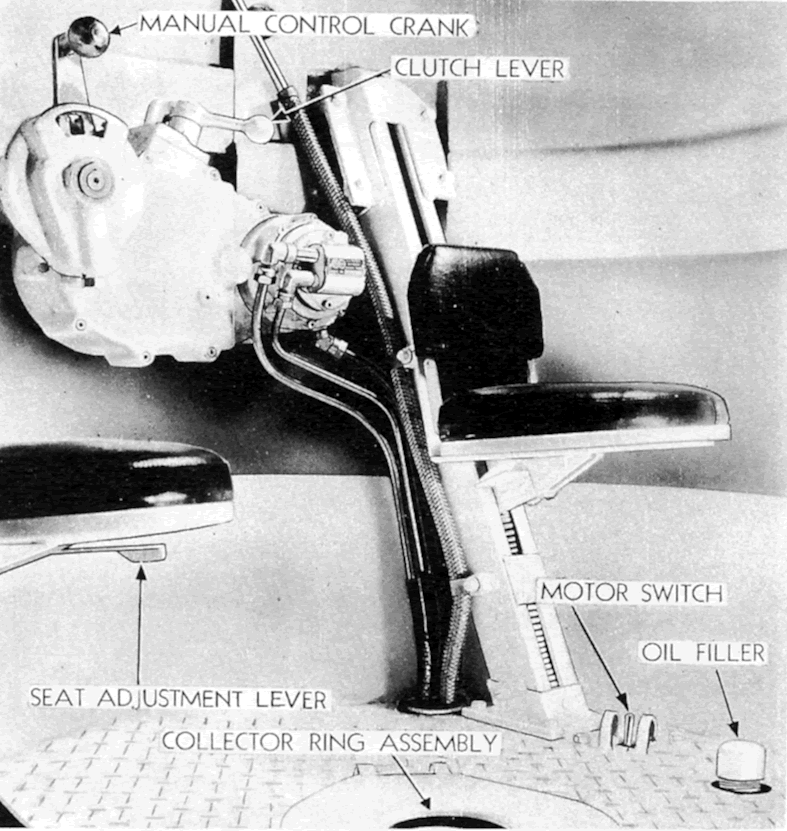 MANUAL CONTROL CRANK
CLUTCH LEVER
MOTOR SWITCH
OIL FILLER
SEAT ADJUSTMENT LEVER
COLLECTOR RING ASSEMBLY